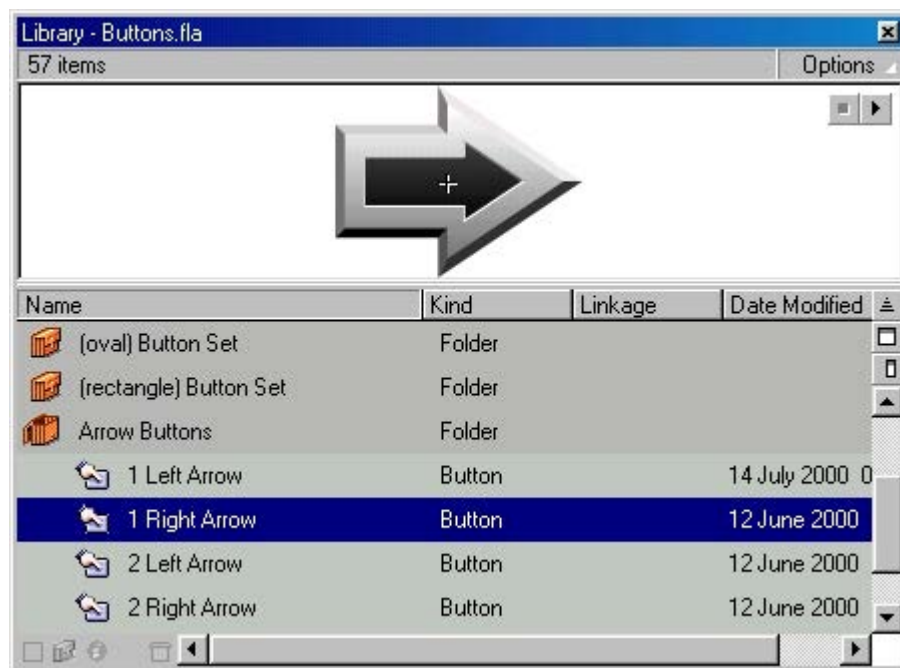 Library - Buttons.fla
57 items Options
Name Kind Linkage Date Modified
(oval) Button Set Folder
(rectangle) Button Set Folder
Arrow Buttons Folder
1 Left Arrow Button 14 July 2000 0
1 Right Arrow Button 12 June 2000
2 Left Arrow Button 12 June 2000
2 Right Arrow Button 12 June 2000